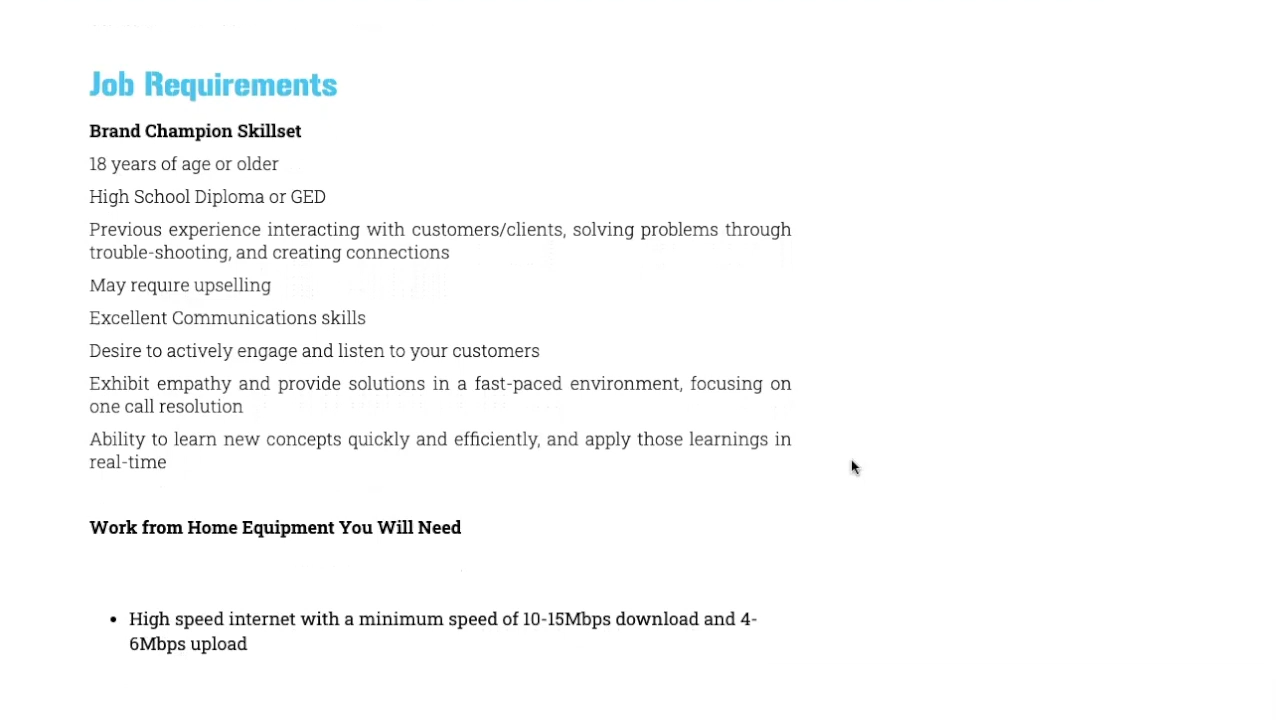 Job Requirements
Brand Champion Skillset
18 years of age or older
High School Diploma or GED
Previous experience interacting with customers/clients, solving problems through
trouble-shooting, and creating connections
May require upselling
Excellent Communications skills
Desire to actively engage and listen to your customers
Exhibit empathy and provide solutions in a fast-paced environment, focusing on
one call resolution
Ability to learn new concepts quickly and efficiently, and apply those learnings in
real-time
Work from Home Equipment You Will Need
• High speed internet with a minimum speed of 10-15Mbps download and 4-
6Mbps upload